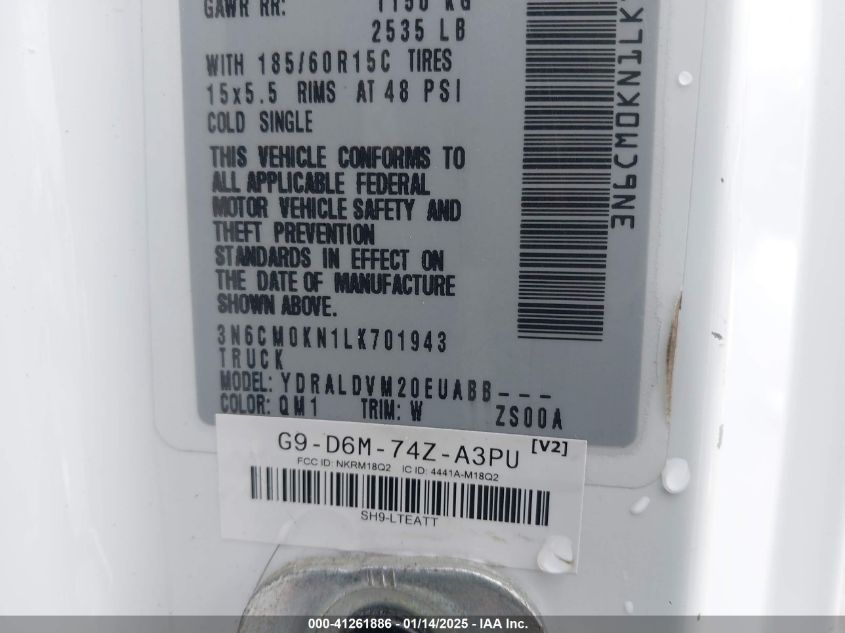 GAWR RR: 1150 KG
2535 LB
WITH 185/60R15C TIRES
15x5.5 RIMS AT 48 PSI
COLD SINGLE
THIS VEHICLE CONFORMS TO
ALL APPLICABLE FEDERAL
MOTOR VEHICLE SAFETY AND
THEFT PREVENTION
STANDARDS IN EFFECT ON
THE DATE OF MANUFACTURE
SHOWN ABOVE.
3N6CM0KN1LK701943
TRUCK
MODEL: YDRALDVM20EUABB---
COLOR: QM1 TRIM: W ZS00A
3N6CM0KN1LK
G9-D6M-74Z-A3PU [V2]
FCC ID: NKRM18Q2 IC ID: 4441A-M18Q2
SH9-LTEATT
000-41261886 - 01/14/2025 - IAA Inc.